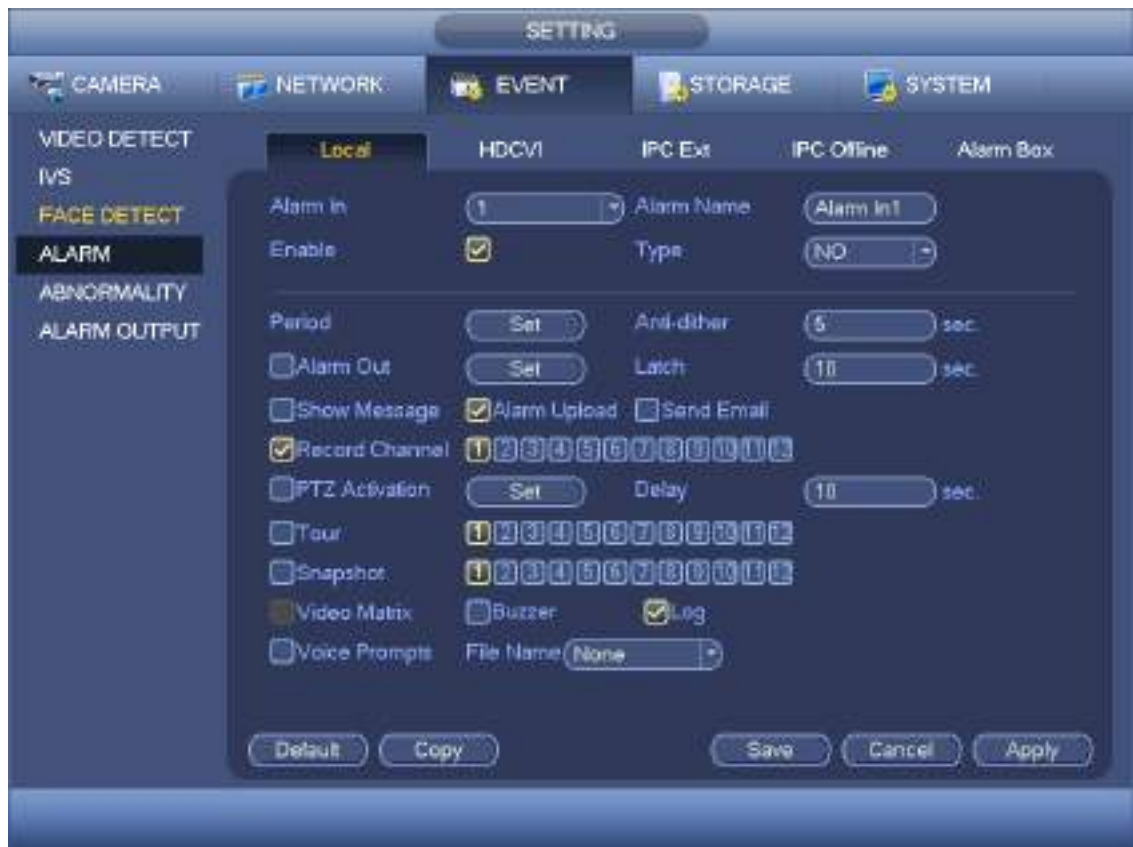 SETTING
CAMERA NETWORK EVENT STORAGE SYSTEM
VIDEO DETECT
IVS
FACE DETECT
ALARM
ABNORMALITY
ALARM OUTPUT
Local HDCVI IPC Ext IPC Offline Alarm Box
Alarm In 1 Alarm Name Alarm In1
Enable Type NO
Period Set Anti-dither 5 sec.
Alarm Out Set Latch 10 sec.
Show Message Alarm Upload Send Email
Record Channel 1 2 3 4 5 6 7 8 9 10 11 12
PTZ Activation Set Delay 10 sec.
Tour 1 2 3 4 5 6 7 8 9 10 11 12
Snapshot 1 2 3 4 5 6 7 8 9 10 11 12
Video Matrix Buzzer Log
Voice Prompts File Name None
Default Copy Save Cancel Apply